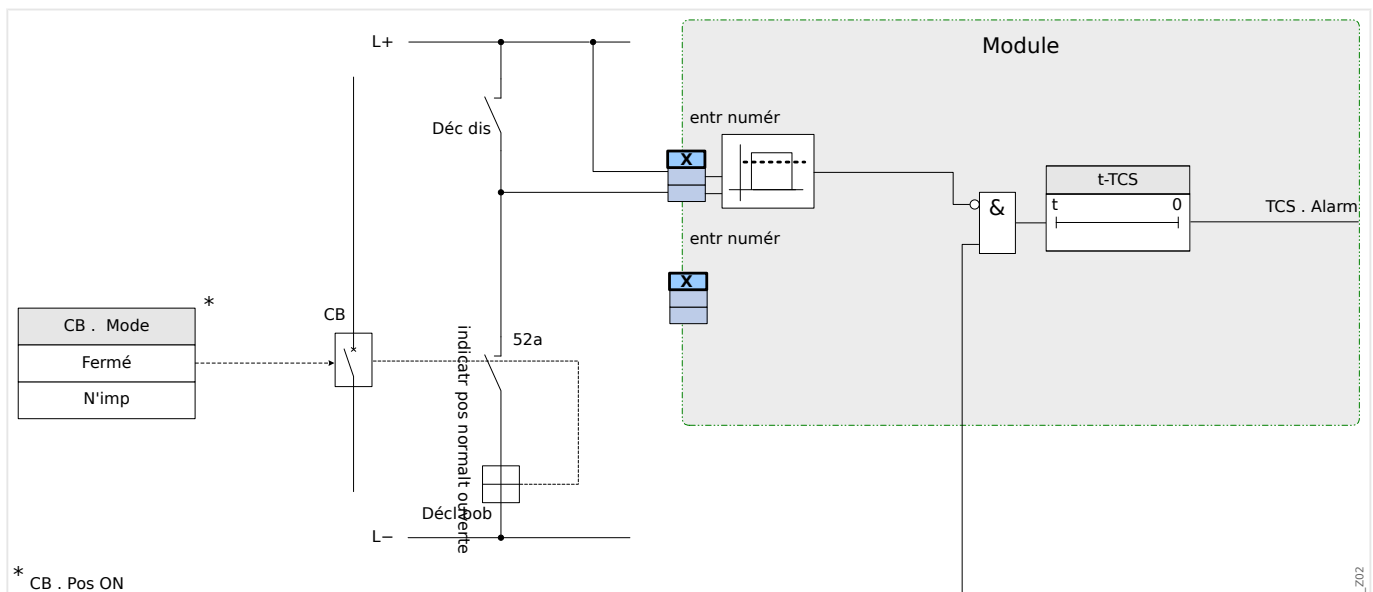 L+
Module
entr numér
Déc dis
X
t-TCS
&
t 0
TCS . Alarm
entr numér
X
*
CB . Mode
CB
Fermé
52a
N'imp
indicatr pos normalt ouverte
Décl bob
L−
* CB . Pos ON
_Z02